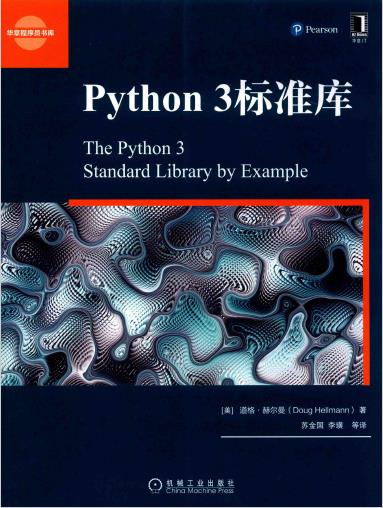 华章程序员书库
Pearson
华章IT
Python 3标准库
The Python 3
Standard Library by Example
[美] 道格·赫尔曼(Doug Hellmann)著
苏金国 李璜 等译
机械工业出版社
China Machine Press